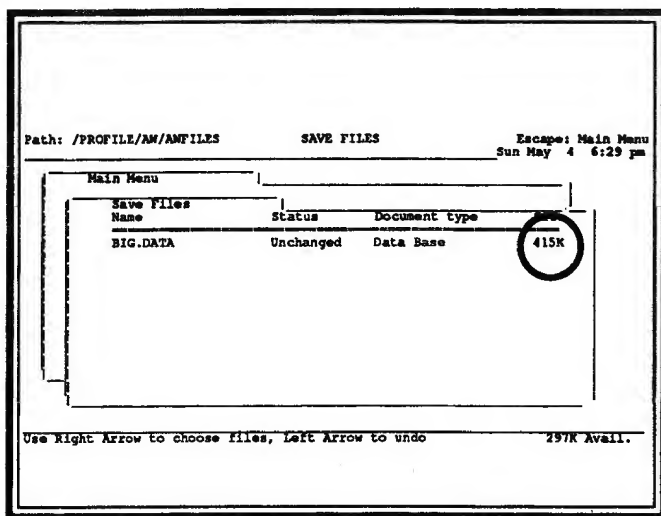 Path: /PROFILE/AW/AWFILES SAVE FILES Escape: Main Menu
Sun May 4 6:29 pm
Main Menu
Save Files
Name Status Document type
BIG.DATA Unchanged Data Base 415K
Use Right Arrow to choose files, Left Arrow to undo 297K Avail.